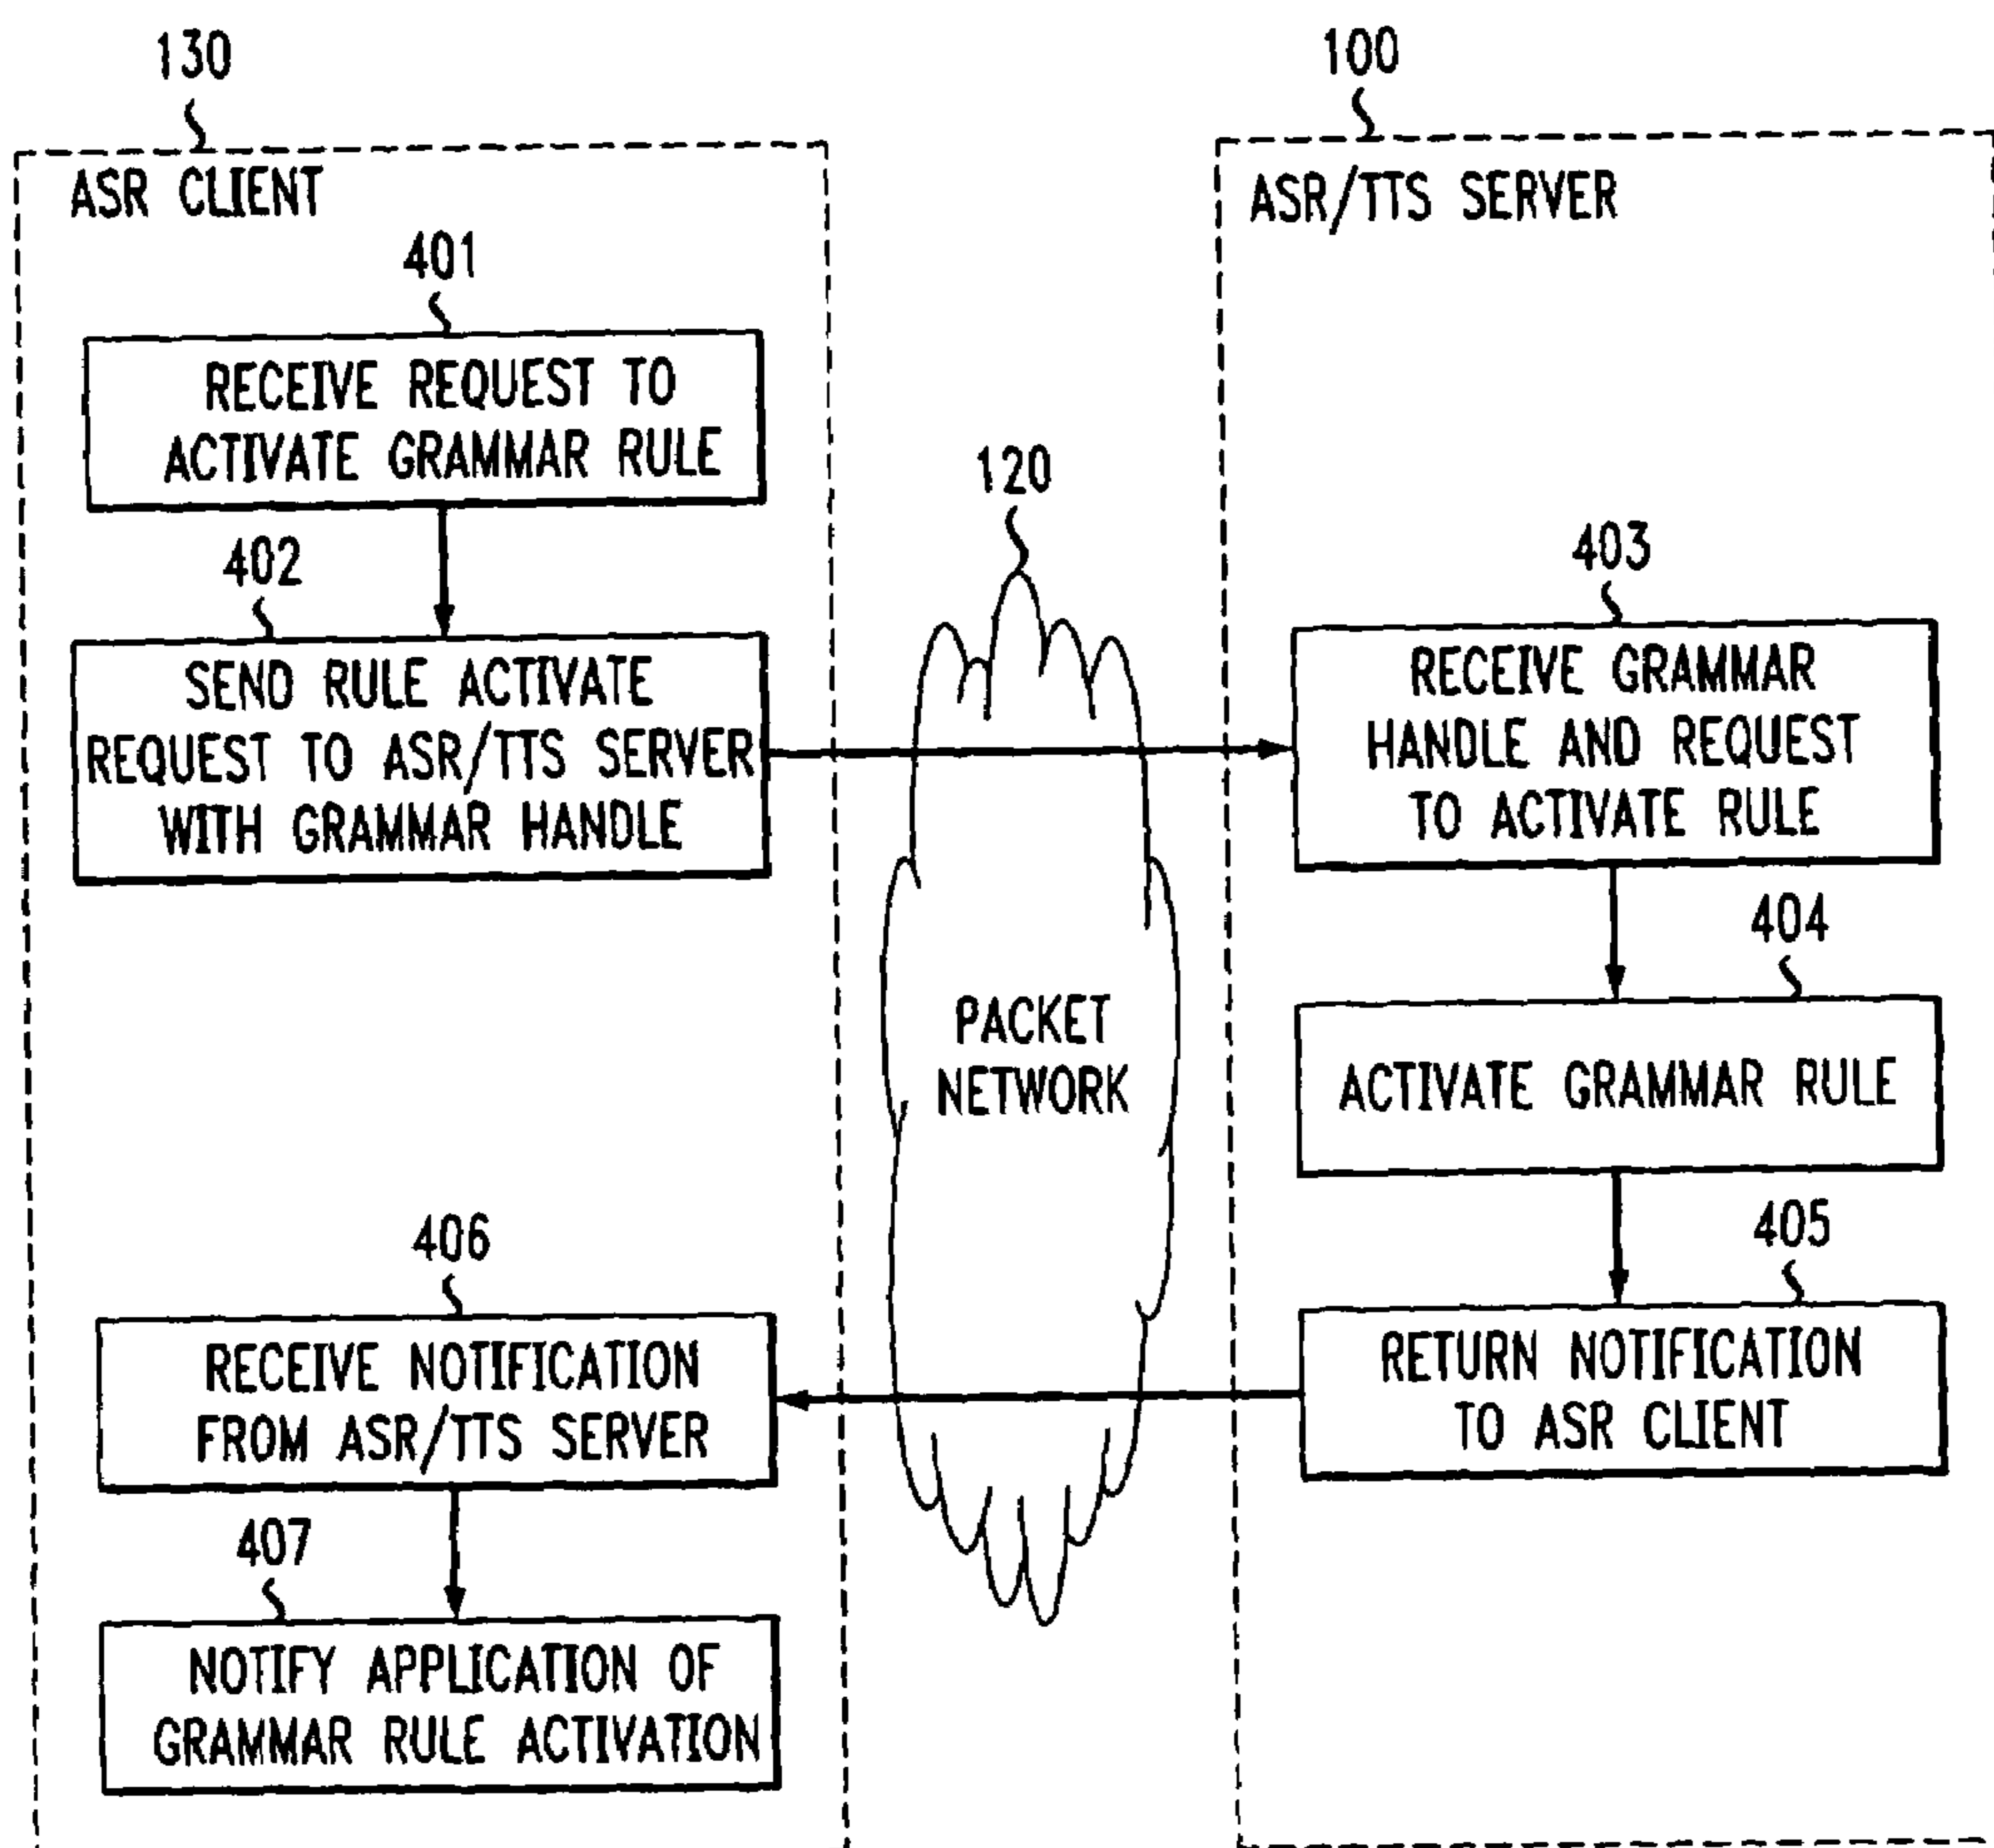 130
100
ASR CLIENT
ASR/TTS SERVER
401
RECEIVE REQUEST TO
ACTIVATE GRAMMAR RULE
402
SEND RULE ACTIVATE
REQUEST TO ASR/TTS SERVER
WITH GRAMMAR HANDLE
120
PACKET
NETWORK
403
RECEIVE GRAMMAR
HANDLE AND REQUEST
TO ACTIVATE RULE
404
ACTIVATE GRAMMAR RULE
405
RETURN NOTIFICATION
TO ASR CLIENT
406
RECEIVE NOTIFICATION
FROM ASR/TTS SERVER
407
NOTIFY APPLICATION OF
GRAMMAR RULE ACTIVATION